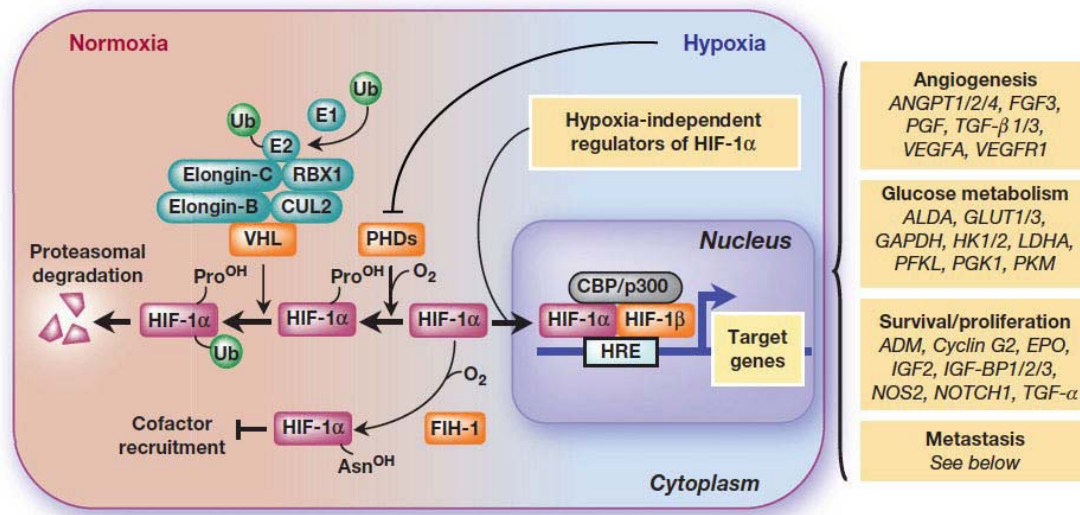 Normoxia
Hypoxia
Ub
E1
Ub
E2
Elongin-C
RBX1
Elongin-B
CUL2
VHL
PHDs
Hypoxia-independent
regulators of HIF-1α
Proteasomal
degradation
Pro^OH
Pro^OH
O₂
HIF-1α
HIF-1α
HIF-1α
Ub
O₂
Cofactor
recruitment
HIF-1α
FIH-1
Asn^OH
Nucleus
CBP/p300
HIF-1α
HIF-1β
HRE
Target
genes
Cytoplasm
Angiogenesis
ANGPT1/2/4, FGF3,
PGF, TGF-β1/3,
VEGFA, VEGFR1
Glucose metabolism
ALDA, GLUT1/3,
GAPDH, HK1/2, LDHA,
PFKL, PGK1, PKM
Survival/proliferation
ADM, Cyclin G2, EPO,
IGF2, IGF-BP1/2/3,
NOS2, NOTCH1, TGF-α
Metastasis
See below